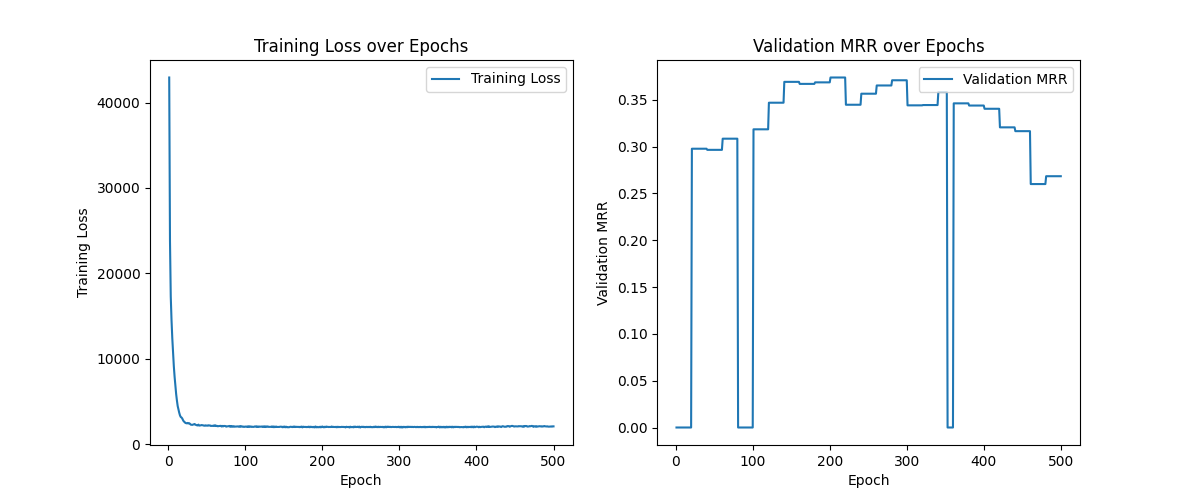 Training Loss over Epochs
Training Loss
40000
30000
20000
10000
0
Training Loss
0 100 200 300 400 500
Epoch
Validation MRR over Epochs
Validation MRR
0.35
0.30
0.25
0.20
0.15
0.10
0.05
0.00
Validation MRR
0 100 200 300 400 500
Epoch